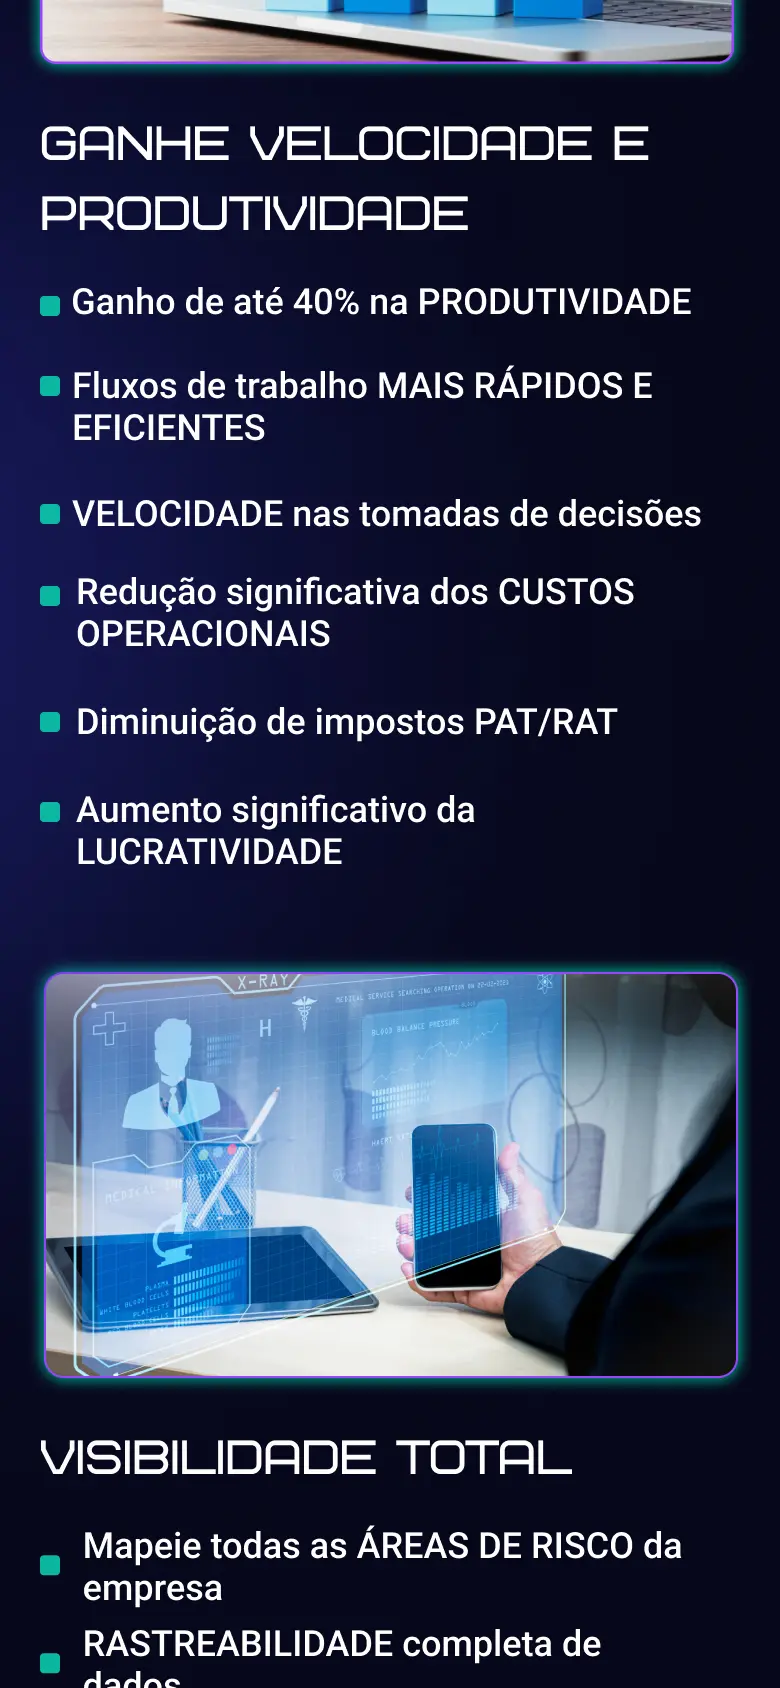 GANHE VELOCIDADE E
PRODUTIVIDADE
Ganho de até 40% na PRODUTIVIDADE
Fluxos de trabalho MAIS RÁPIDOS E
EFICIENTES
VELOCIDADE nas tomadas de decisões
Redução significativa dos CUSTOS
OPERACIONAIS
Diminuição de impostos PAT/RAT
Aumento significativo da
LUCRATIVIDADE
X-RAY
MEDICAL SERVICE SEARCHING OPERATION ON
H
BLOOD BALANCE PRESSURE
MEDICAL INFORMATION
PLASMA
WHITE BLOOD CELLS
PLATELETS
VISIBILIDADE TOTAL
Mapeie todas as ÁREAS DE RISCO da
empresa
RASTREABILIDADE completa de
dados